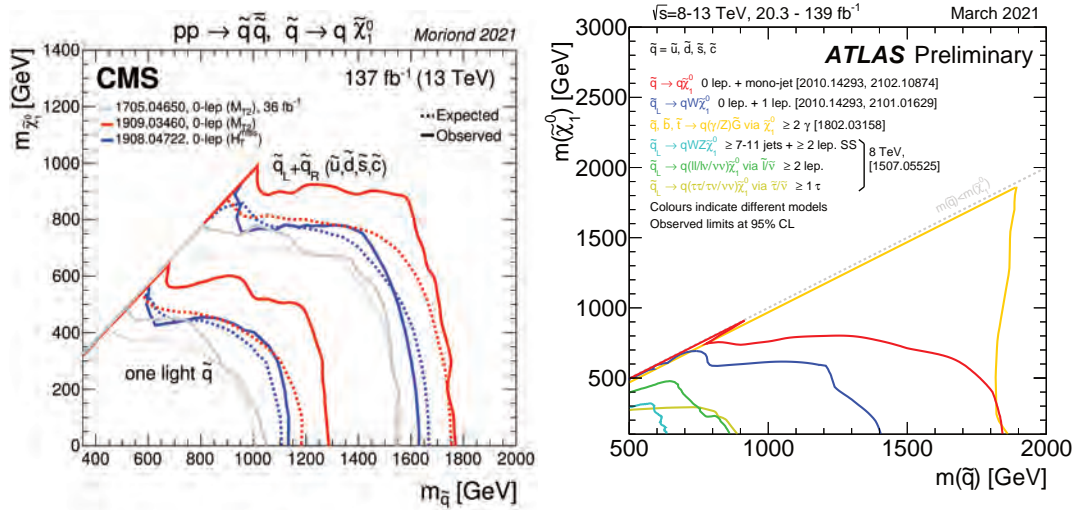 pp → q̃ q̃, q̃ → q χ̃₁⁰ Moriond 2021
CMS 137 fb⁻¹ (13 TeV)
1705.04650, 0-lep (M_T2), 36 fb⁻¹
1909.03460, 0-lep (M_T2)
1908.04722, 0-lep (H_T^miss)
Expected
Observed
q̃_L+q̃_R (ũ,d̃,s̃,c̃)
one light q̃
m_χ̃₁⁰ [GeV]
1400
1200
1000
800
600
400
200
0
400 600 800 1000 1200 1400 1600 1800 2000
m_q̃ [GeV]
√s=8-13 TeV, 20.3 - 139 fb⁻¹ March 2021
ATLAS Preliminary
q̃ = ũ, d̃, s̃, c̃
q̃ → qχ̃₁⁰ 0 lep. + mono-jet [2010.14293, 2102.10874]
q̃_L → qWχ̃₁⁰ 0 lep. + 1 lep. [2010.14293, 2101.01629]
q̃, b̃, t̃ → q(γ/Z)G̃ via χ̃₁⁰ ≥ 2 γ [1802.03158]
q̃_L → qWZχ̃₁⁰ ≥ 7-11 jets + ≥ 2 lep. SS
q̃_L → q(ll/lν/νν)χ̃₁⁰ via l̃/ν̃ ≥ 2 lep.
q̃_L → q(ττ/τν/νν)χ̃₁⁰ via τ̃/ν̃ ≥ 1 τ
8 TeV,
[1507.05525]
Colours indicate different models
Observed limits at 95% CL
m(q̃)<m(χ̃₁⁰)
m(χ̃₁⁰) [GeV]
3000
2500
2000
1500
1000
500
0
500 1000 1500 2000
m(q̃) [GeV]